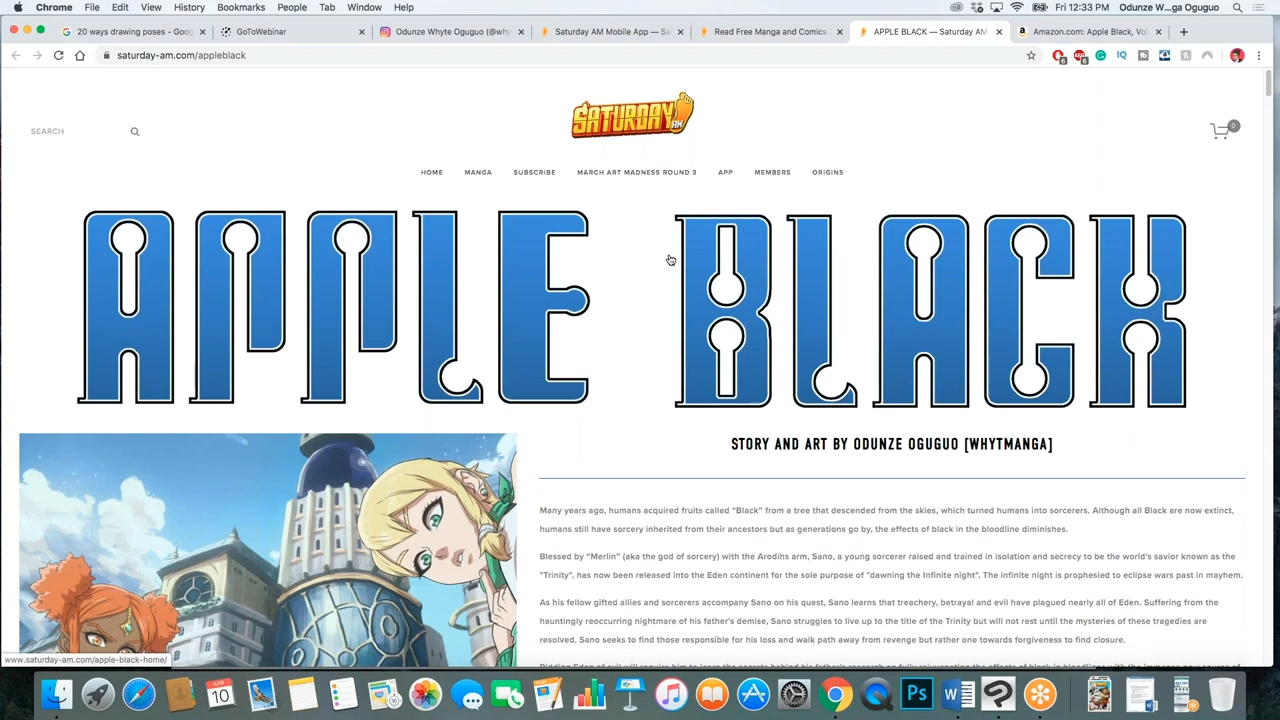 Chrome File Edit View History Bookmarks People Tab Window Help Fri 12:33 PM Odunze W...ga Oguguo
20 ways drawing poses - Goo
GoToWebinar
Odunze Whyte Oguguo (@why
Saturday AM Mobile App — Sa
Read Free Manga and Comics
APPLE BLACK — Saturday AM
Amazon.com: Apple Black, Vo
saturday-am.com/appleblack
SEARCH
SATURDAY AM
0
HOME MANGA SUBSCRIBE MARCH ART MADNESS ROUND 3 APP MEMBERS ORIGINS
APPLE BLACK
STORY AND ART BY ODUNZE OGUGUO [WHYTMANGA]
Many years ago, humans acquired fruits called “Black” from a tree that descended from the skies, which turned humans into sorcerers. Although all Black are now extinct,
humans still have sorcery inherited from their ancestors but as generations go by, the effects of black in the bloodline diminishes.
Blessed by “Merlin” (aka the god of sorcery) with the Arodihs arm, Sano, a young sorcerer raised and trained in isolation and secrecy to be the world’s savior known as the
"Trinity", has now been released into the Eden continent for the sole purpose of "dawning the Infinite night". The infinite night is prophesied to eclipse wars past in mayhem.
As his fellow gifted allies and sorcerers accompany Sano on his quest, Sano learns that treachery, betrayal and evil have plagued nearly all of Eden. Suffering from the
hauntingly reoccurring nightmare of his father’s demise, Sano struggles to live up to the title of the Trinity but will not rest until the mysteries of these tragedies are
resolved. Sano seeks to find those responsible for his loss and walk path away from revenge but rather one towards forgiveness to find closure.
www.saturday-am.com/apple-black-home/
APR
10
Ps
W